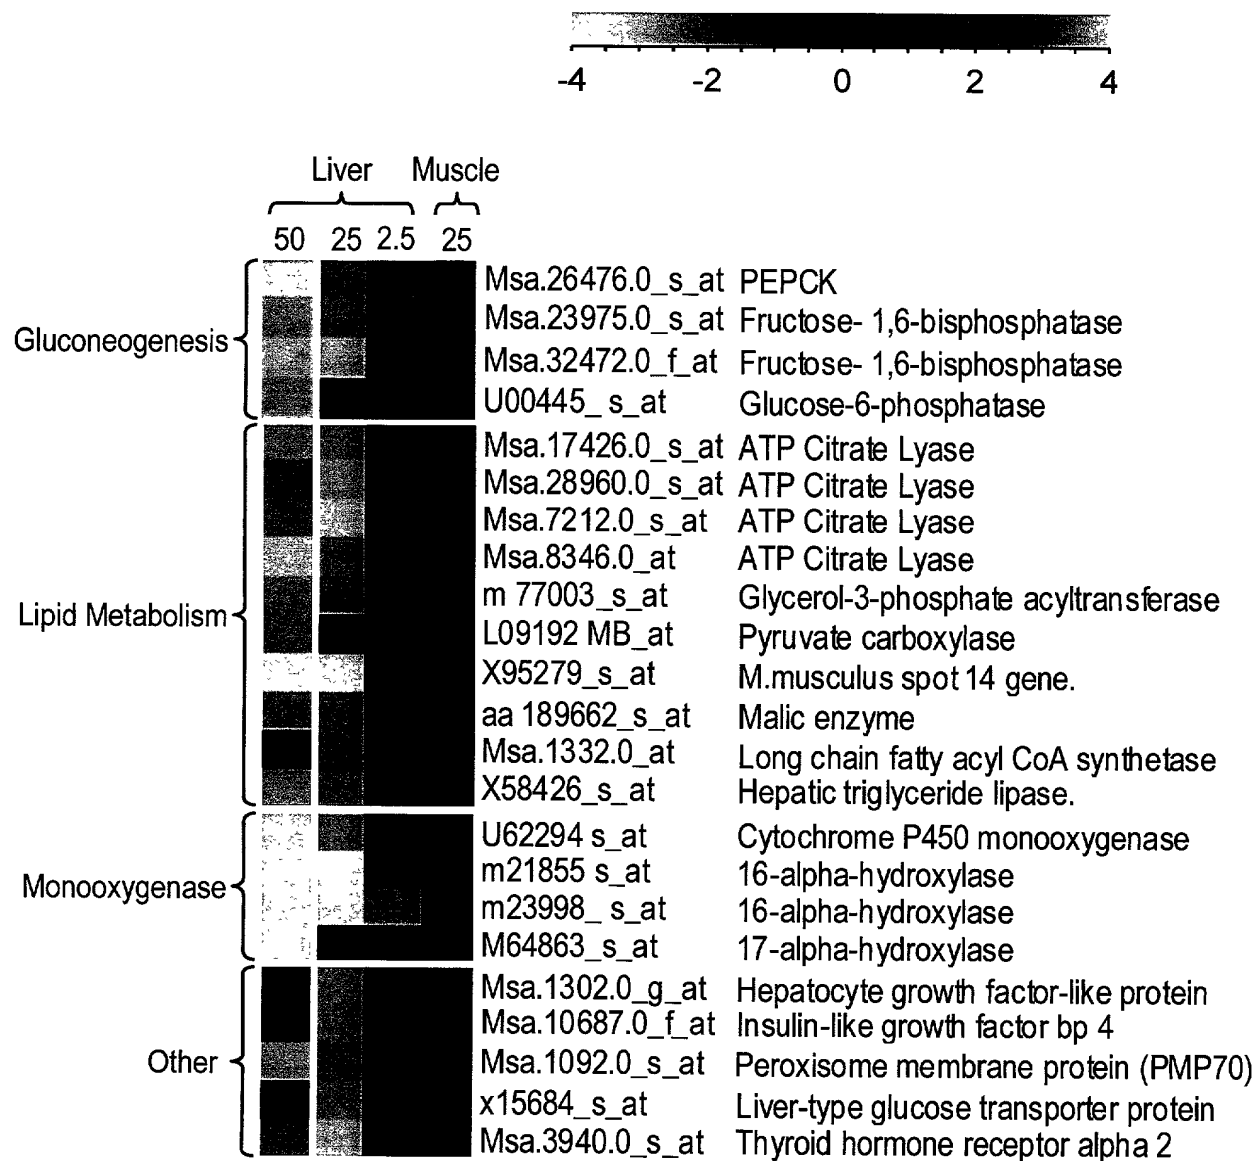 -4 -2 0 2 4
Liver Muscle
50 25 2.5 25
Msa.26476.0_s_at PEPCK
Msa.23975.0_s_at Fructose- 1,6-bisphosphatase
Gluconeogenesis
Msa.32472.0_f_at Fructose- 1,6-bisphosphatase
U00445_ s_at Glucose-6-phosphatase
Msa.17426.0_s_at ATP Citrate Lyase
Msa.28960.0_s_at ATP Citrate Lyase
Msa.7212.0_s_at ATP Citrate Lyase
Msa.8346.0_at ATP Citrate Lyase
m 77003_s_at Glycerol-3-phosphate acyltransferase
Lipid Metabolism
L09192 MB_at Pyruvate carboxylase
X95279_s_at M.musculus spot 14 gene.
aa 189662_s_at Malic enzyme
Msa.1332.0_at Long chain fatty acyl CoA synthetase
X58426_s_at Hepatic triglyceride lipase.
U62294 s_at Cytochrome P450 monooxygenase
m21855 s_at 16-alpha-hydroxylase
Monooxygenase
m23998_ s_at 16-alpha-hydroxylase
M64863_s_at 17-alpha-hydroxylase
Msa.1302.0_g_at Hepatocyte growth factor-like protein
Msa.10687.0_f_at Insulin-like growth factor bp 4
Other
Msa.1092.0_s_at Peroxisome membrane protein (PMP70)
x15684_s_at Liver-type glucose transporter protein
Msa.3940.0_s_at Thyroid hormone receptor alpha 2